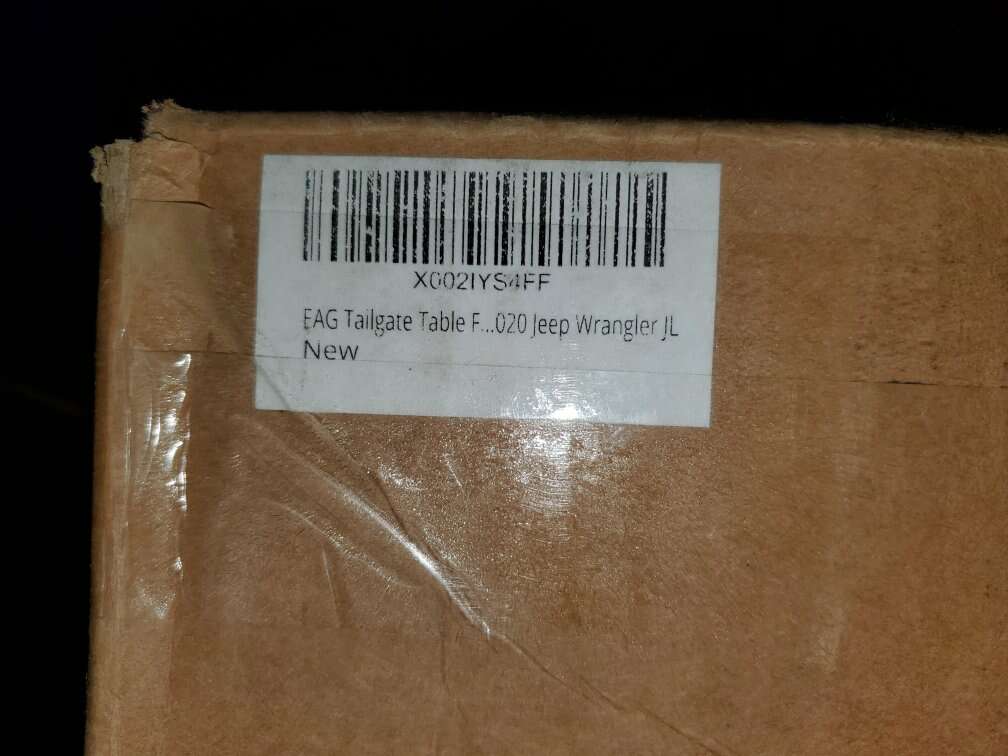 X002IYS4FF
EAG Tailgate Table F...020 Jeep Wrangler JL
New